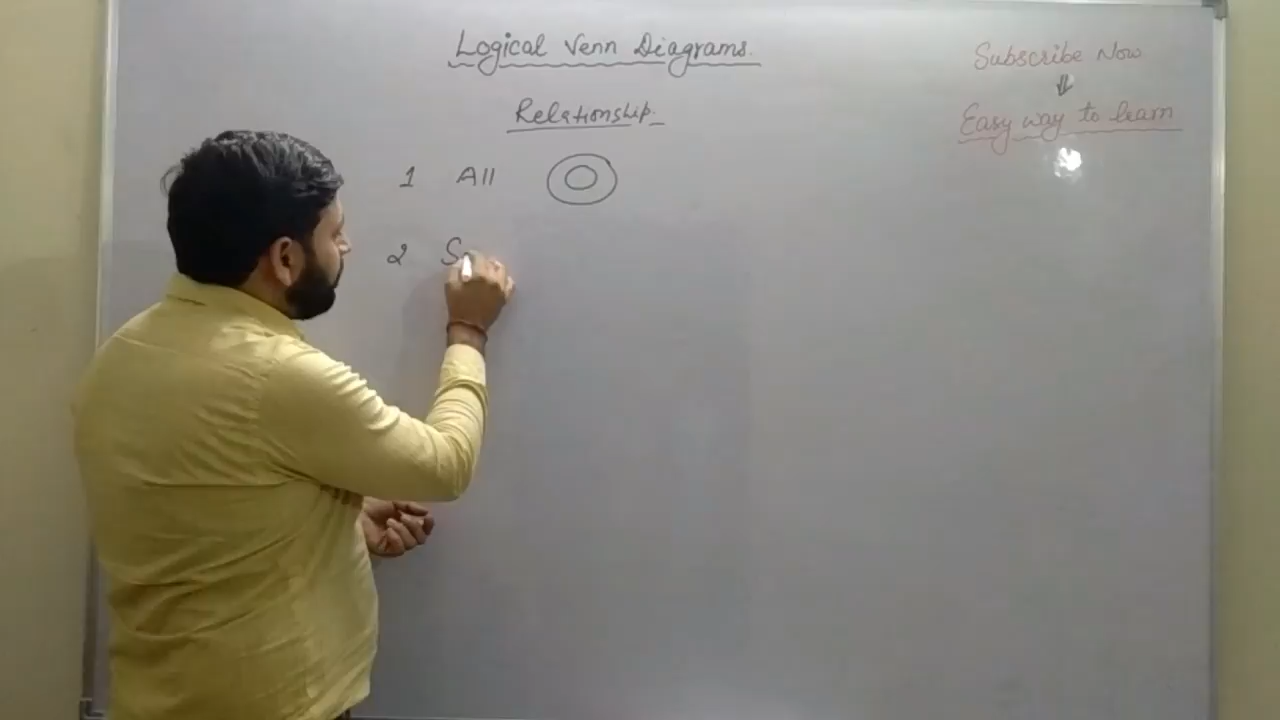 Logical Venn Diagrams.
Relationship.
1 All
2 S
Subscribe Now
Easy way to learn